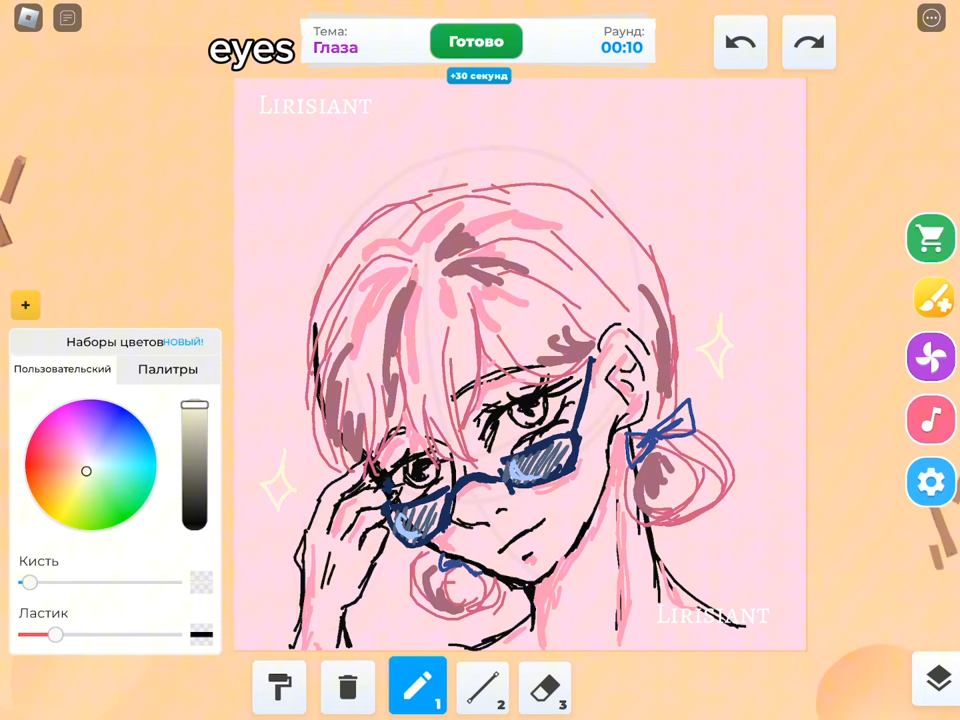 Тема:
Глаза
eyes
Готово
Раунд:
00:10
+30 секунд
LIRISIANT
+
Наборы цветов НОВЫЙ!
Пользовательский
Палитры
Кисть
Ластик
LIRISIANT
1
2
3